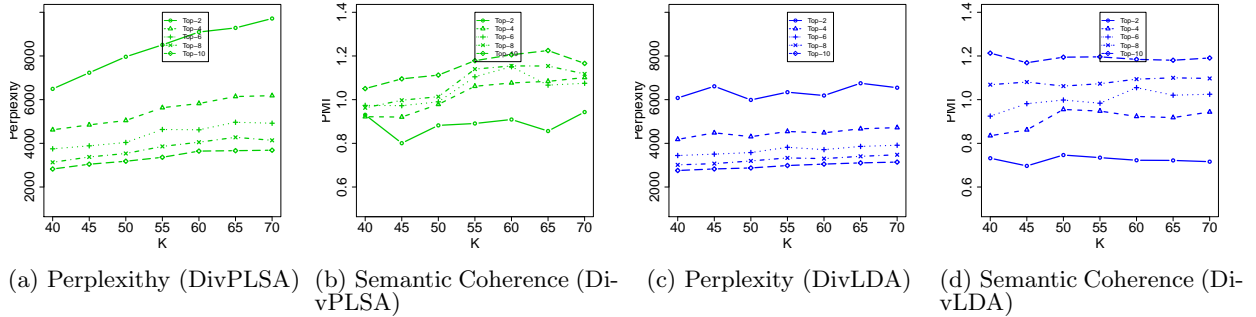 Top−2
Top−4
Top−6
Top−8
Top−10
Perplexity
2000 4000 6000 8000
40 45 50 55 60 65 70
K
Top−2
Top−4
Top−6
Top−8
Top−10
PMI
0.6 0.8 1.0 1.2 1.4
40 45 50 55 60 65 70
K
Top−2
Top−4
Top−6
Top−8
Top−10
Perplexity
2000 4000 6000 8000
40 45 50 55 60 65 70
K
Top−2
Top−4
Top−6
Top−8
Top−10
PMI
0.6 0.8 1.0 1.2 1.4
40 45 50 55 60 65 70
K
(a) Perplexithy (DivPLSA)
(b) Semantic Coherence (Di-
vPLSA)
(c) Perplexity (DivLDA)
(d) Semantic Coherence (Di-
vLDA)